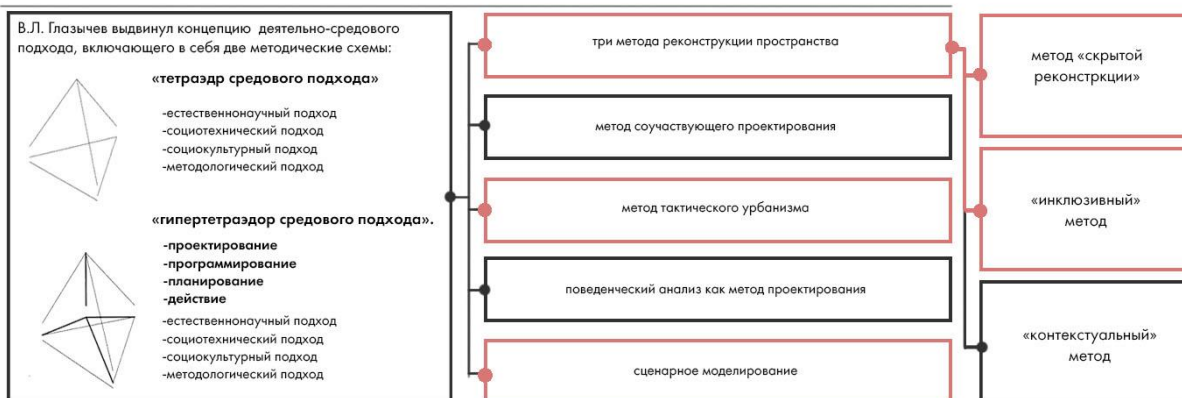 В.Л. Глазычев выдвинул концепцию деятельно-средового
подхода, включающего в себя две методические схемы:
«тетраэдр средового подхода»
-естественнонаучный подход
-социотехнический подход
-социокультурный подход
-методологический подход
«гипертетраэдор средового подхода».
-проектирование
-программирование
-планирование
-действие
-естественнонаучный подход
-социотехнический подход
-социокультурный подход
-методологический подход
три метода реконструкции пространства
метод соучаствующего проектирования
метод тактического урбанизма
поведенческий анализ как метод проектирования
сценарное моделирование
метод «скрытой
реконстркции»
«инклюзивный»
метод
«контекстуальный»
метод